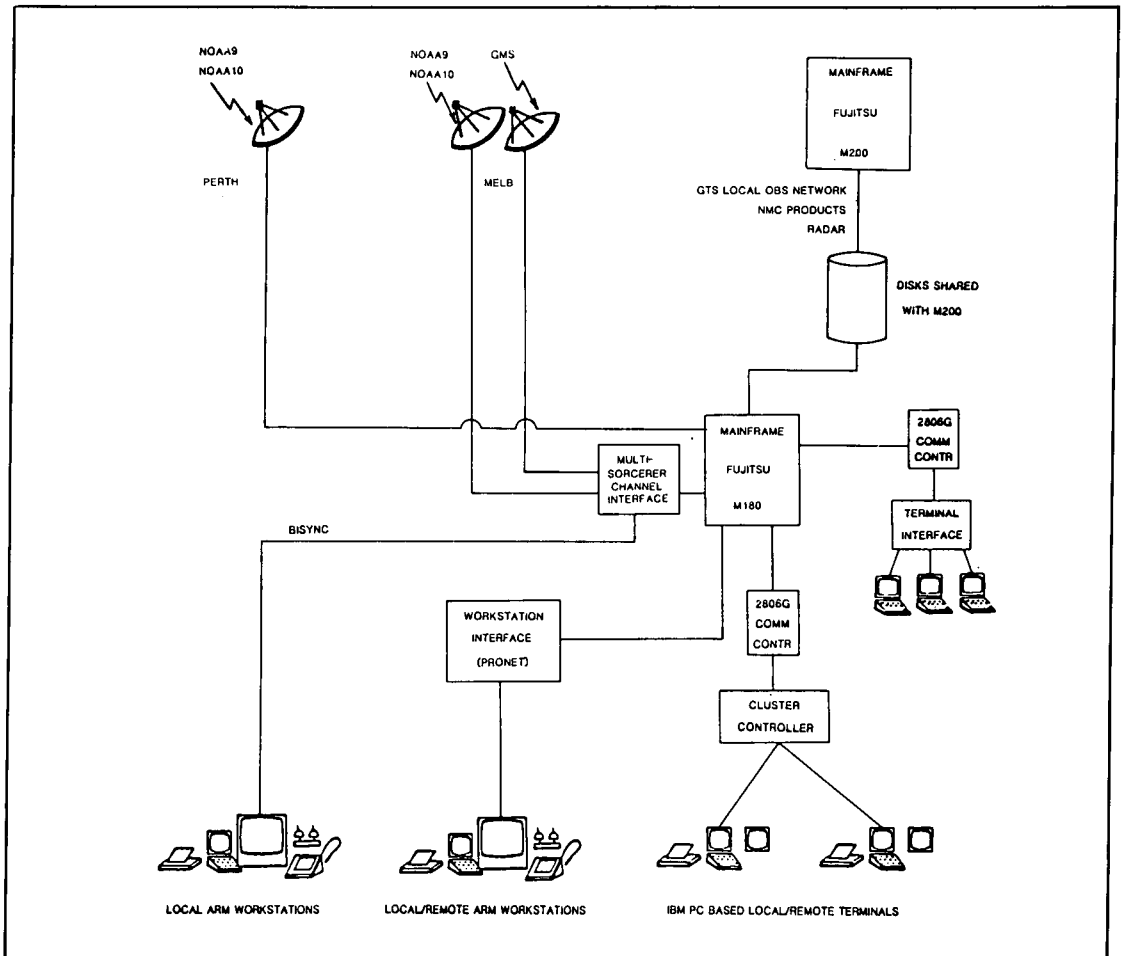 NOAA9
NOAA10
NOAA9
NOAA10
GMS
MAINFRAME
FUJITSU
M200
PERTH
MELB
GTS LOCAL OBS NETWORK
NMC PRODUCTS
RADAR
DISKS SHARED
WITH M200
MULTI-
SORCERER
CHANNEL
INTERFACE
MAINFRAME
FUJITSU
M180
2806G
COMM
CONTR
TERMINAL
INTERFACE
BISYNC
WORKSTATION
INTERFACE
(PRONET)
2806G
COMM
CONTR
CLUSTER
CONTROLLER
LOCAL ARM WORKSTATIONS
LOCAL/REMOTE ARM WORKSTATIONS
IBM PC BASED LOCAL/REMOTE TERMINALS